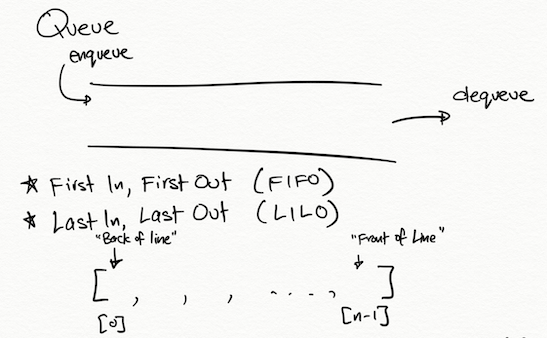 Queue
enqueue
dequeue
* First In, First Out (FIFO)
* Last In, Last Out (LILO)
"Back of line"
"Front of Line"
[ , , , ...., ]
[0]
[n-1]